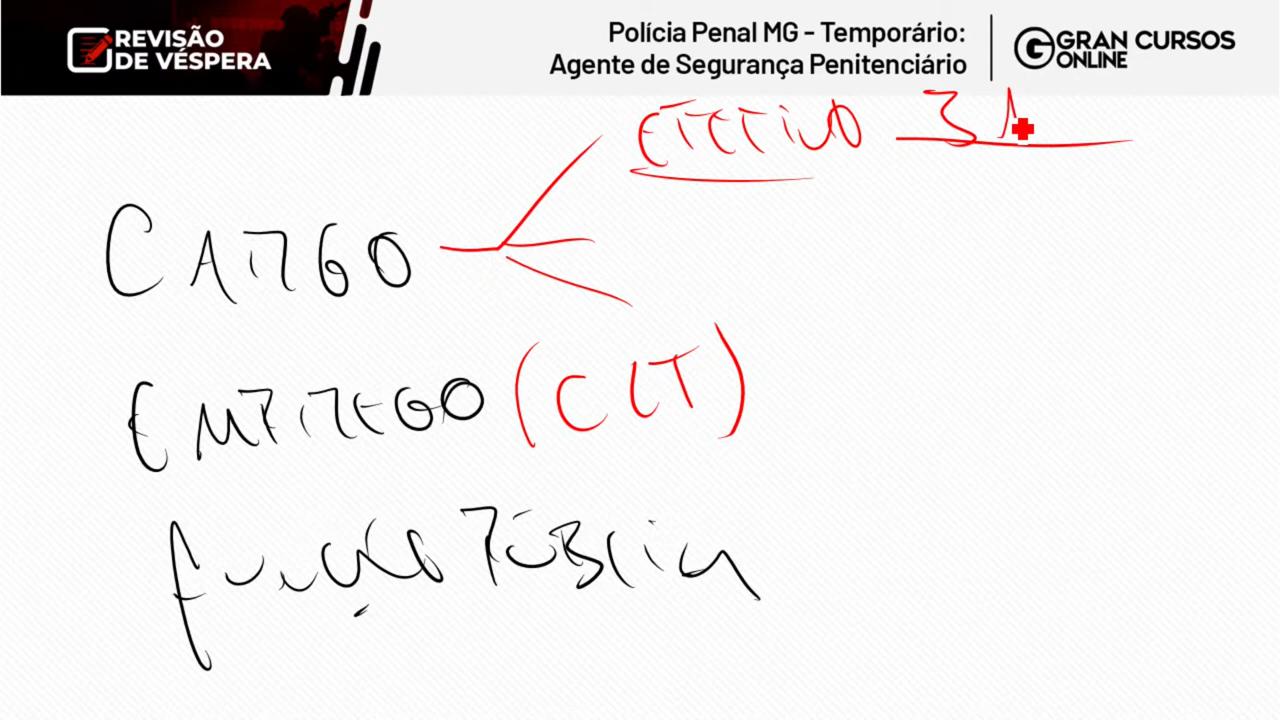 REVISÃO
DE VÉSPERA
Polícia Penal MG - Temporário:
Agente de Segurança Penitenciário
GRAN CURSOS
ONLINE
EFETIVO 3
CARGO
EMPREGO (CLT)
FUNÇÃO PÚBLICA